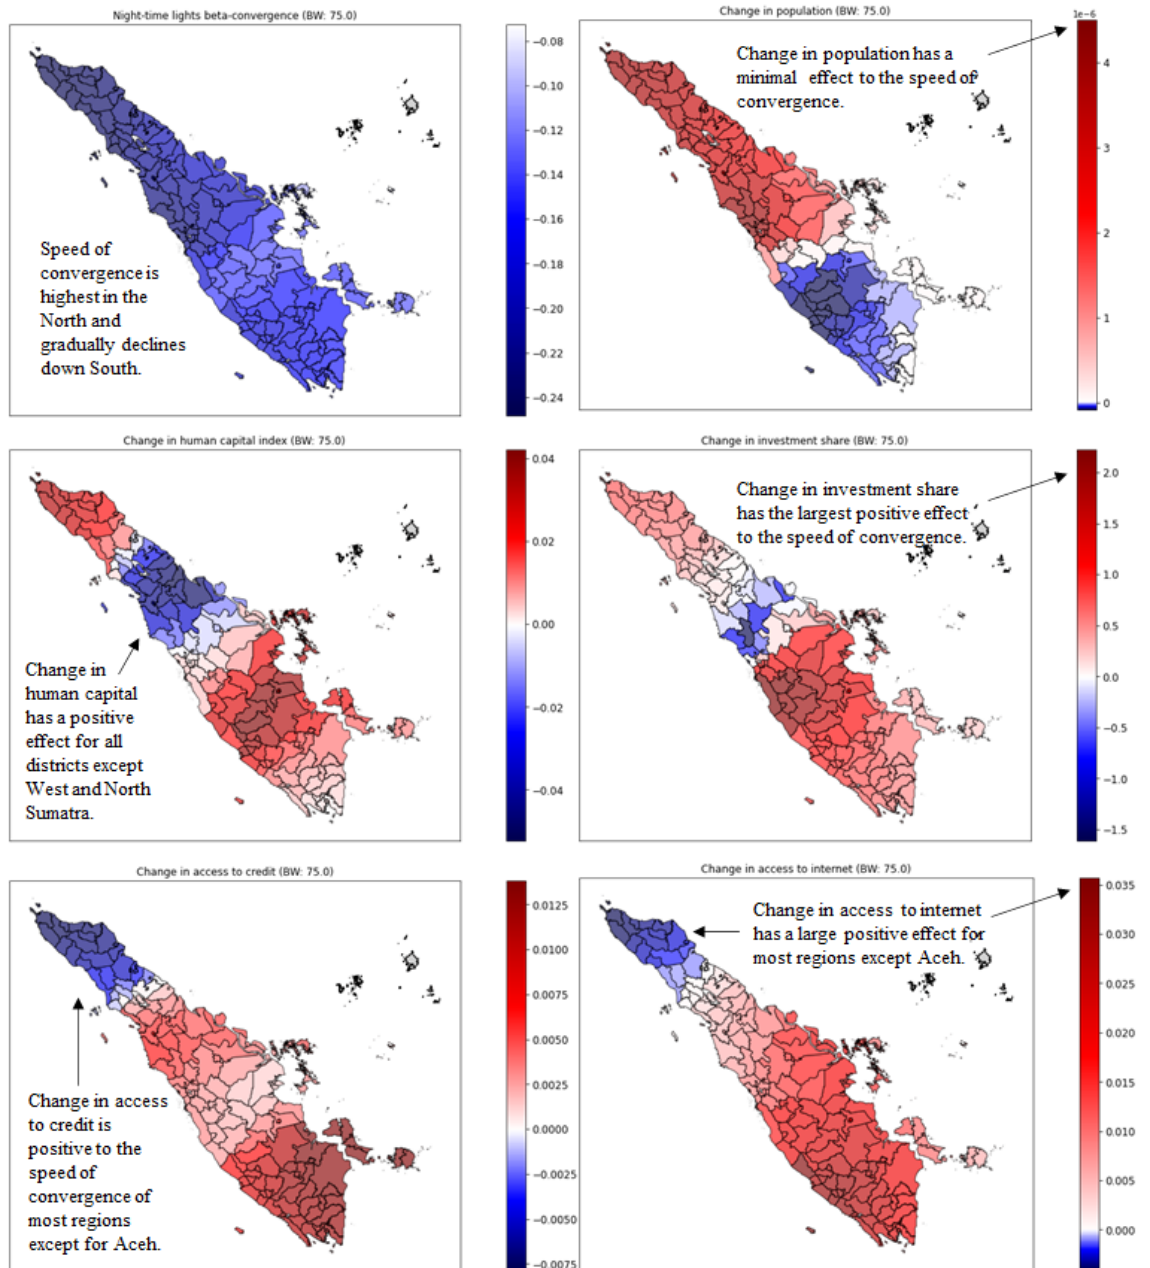 Night-time lights beta-convergence (BW: 75.0)
Speed of
convergence is
highest in the
North and
gradually declines
down South.
−0.08
−0.10
−0.12
−0.14
−0.16
−0.18
−0.20
−0.22
−0.24
Change in population (BW: 75.0)
Change in population has a
minimal effect to the speed of
convergence.
1e−6
4
3
2
1
0
Change in human capital index (BW: 75.0)
Change in
human capital
has a positive
effect for all
districts except
West and North
Sumatra.
0.04
0.02
0.00
−0.02
−0.04
Change in investment share (BW: 75.0)
Change in investment share
has the largest positive effect
to the speed of convergence.
2.0
1.5
1.0
0.5
0.0
−0.5
−1.0
−1.5
Change in access to credit (BW: 75.0)
Change in access
to credit is
positive to the
speed of
convergence of
most regions
except for Aceh.
0.0125
0.0100
0.0075
0.0050
0.0025
0.0000
−0.0025
−0.0050
−0.0075
Change in access to internet (BW: 75.0)
Change in access to internet
has a large positive effect for
most regions except Aceh.
0.035
0.030
0.025
0.020
0.015
0.010
0.005
0.000